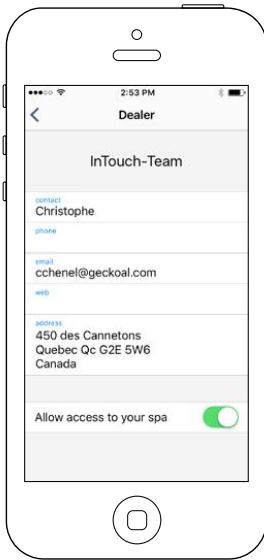 2:53 PM
Dealer
InTouch-Team
contact
Christophe
phone
email
cchenel@geckoal.com
web
address
450 des Cannetons
Quebec Qc G2E 5W6
Canada
Allow access to your spa